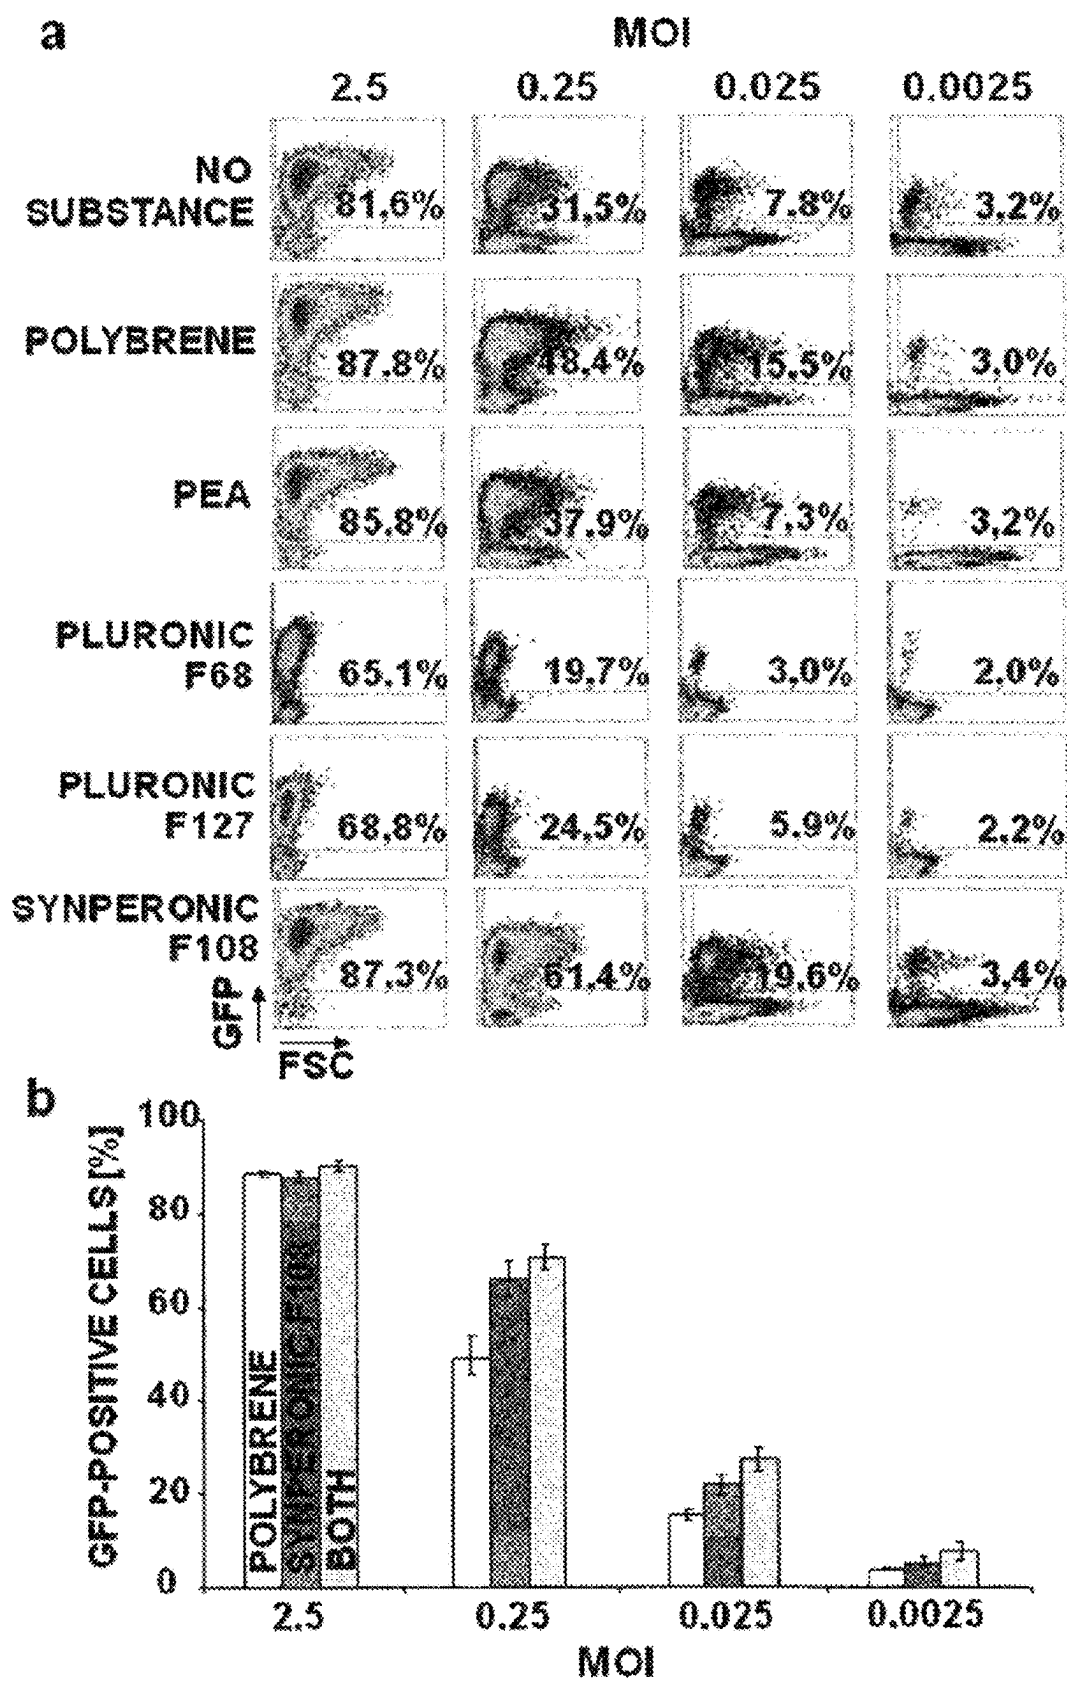 a
MOI
2.5 0.25 0.025 0.0025
NO
SUBSTANCE
81.6% 31.5% 7.8% 3.2%
POLYBRENE
87.8% 48.4% 15.5% 3.0%
PEA
85.8% 37.9% 7.3% 3.2%
PLURONIC
F68
65.1% 19.7% 3.0% 2.0%
PLURONIC
F127
68.8% 24.5% 5.9% 2.2%
SYNPERONIC
F108
87.3% 61.4% 19.6% 3.4%
GFP
FSC
b
GFP-POSITIVE CELLS [%]
100
80
60
40
20
0
POLYBRENE
SYNPERONIC F108
BOTH
2.5 0.25 0.025 0.0025
MOI